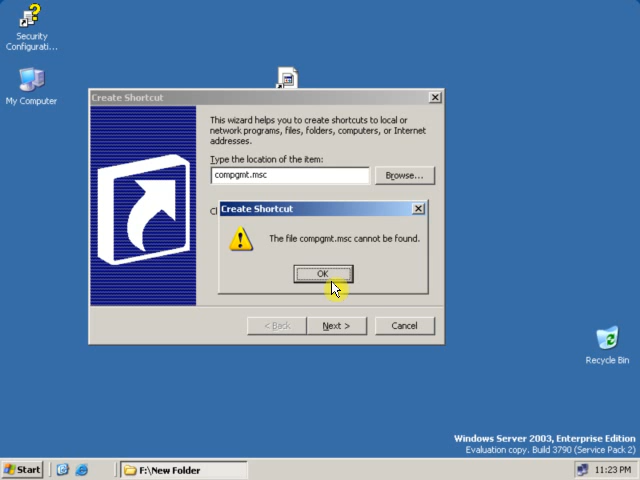 Security
Configurati...
My Computer
Create Shortcut
This wizard helps you to create shortcuts to local or
network programs, files, folders, computers, or Internet
addresses.
Type the location of the item:
compgmt.msc
Browse...
Create Shortcut
The file compgmt.msc cannot be found.
OK
< Back
Next >
Cancel
Recycle Bin
Windows Server 2003, Enterprise Edition
Evaluation copy. Build 3790 (Service Pack 2)
Start
F:\New Folder
11:23 PM